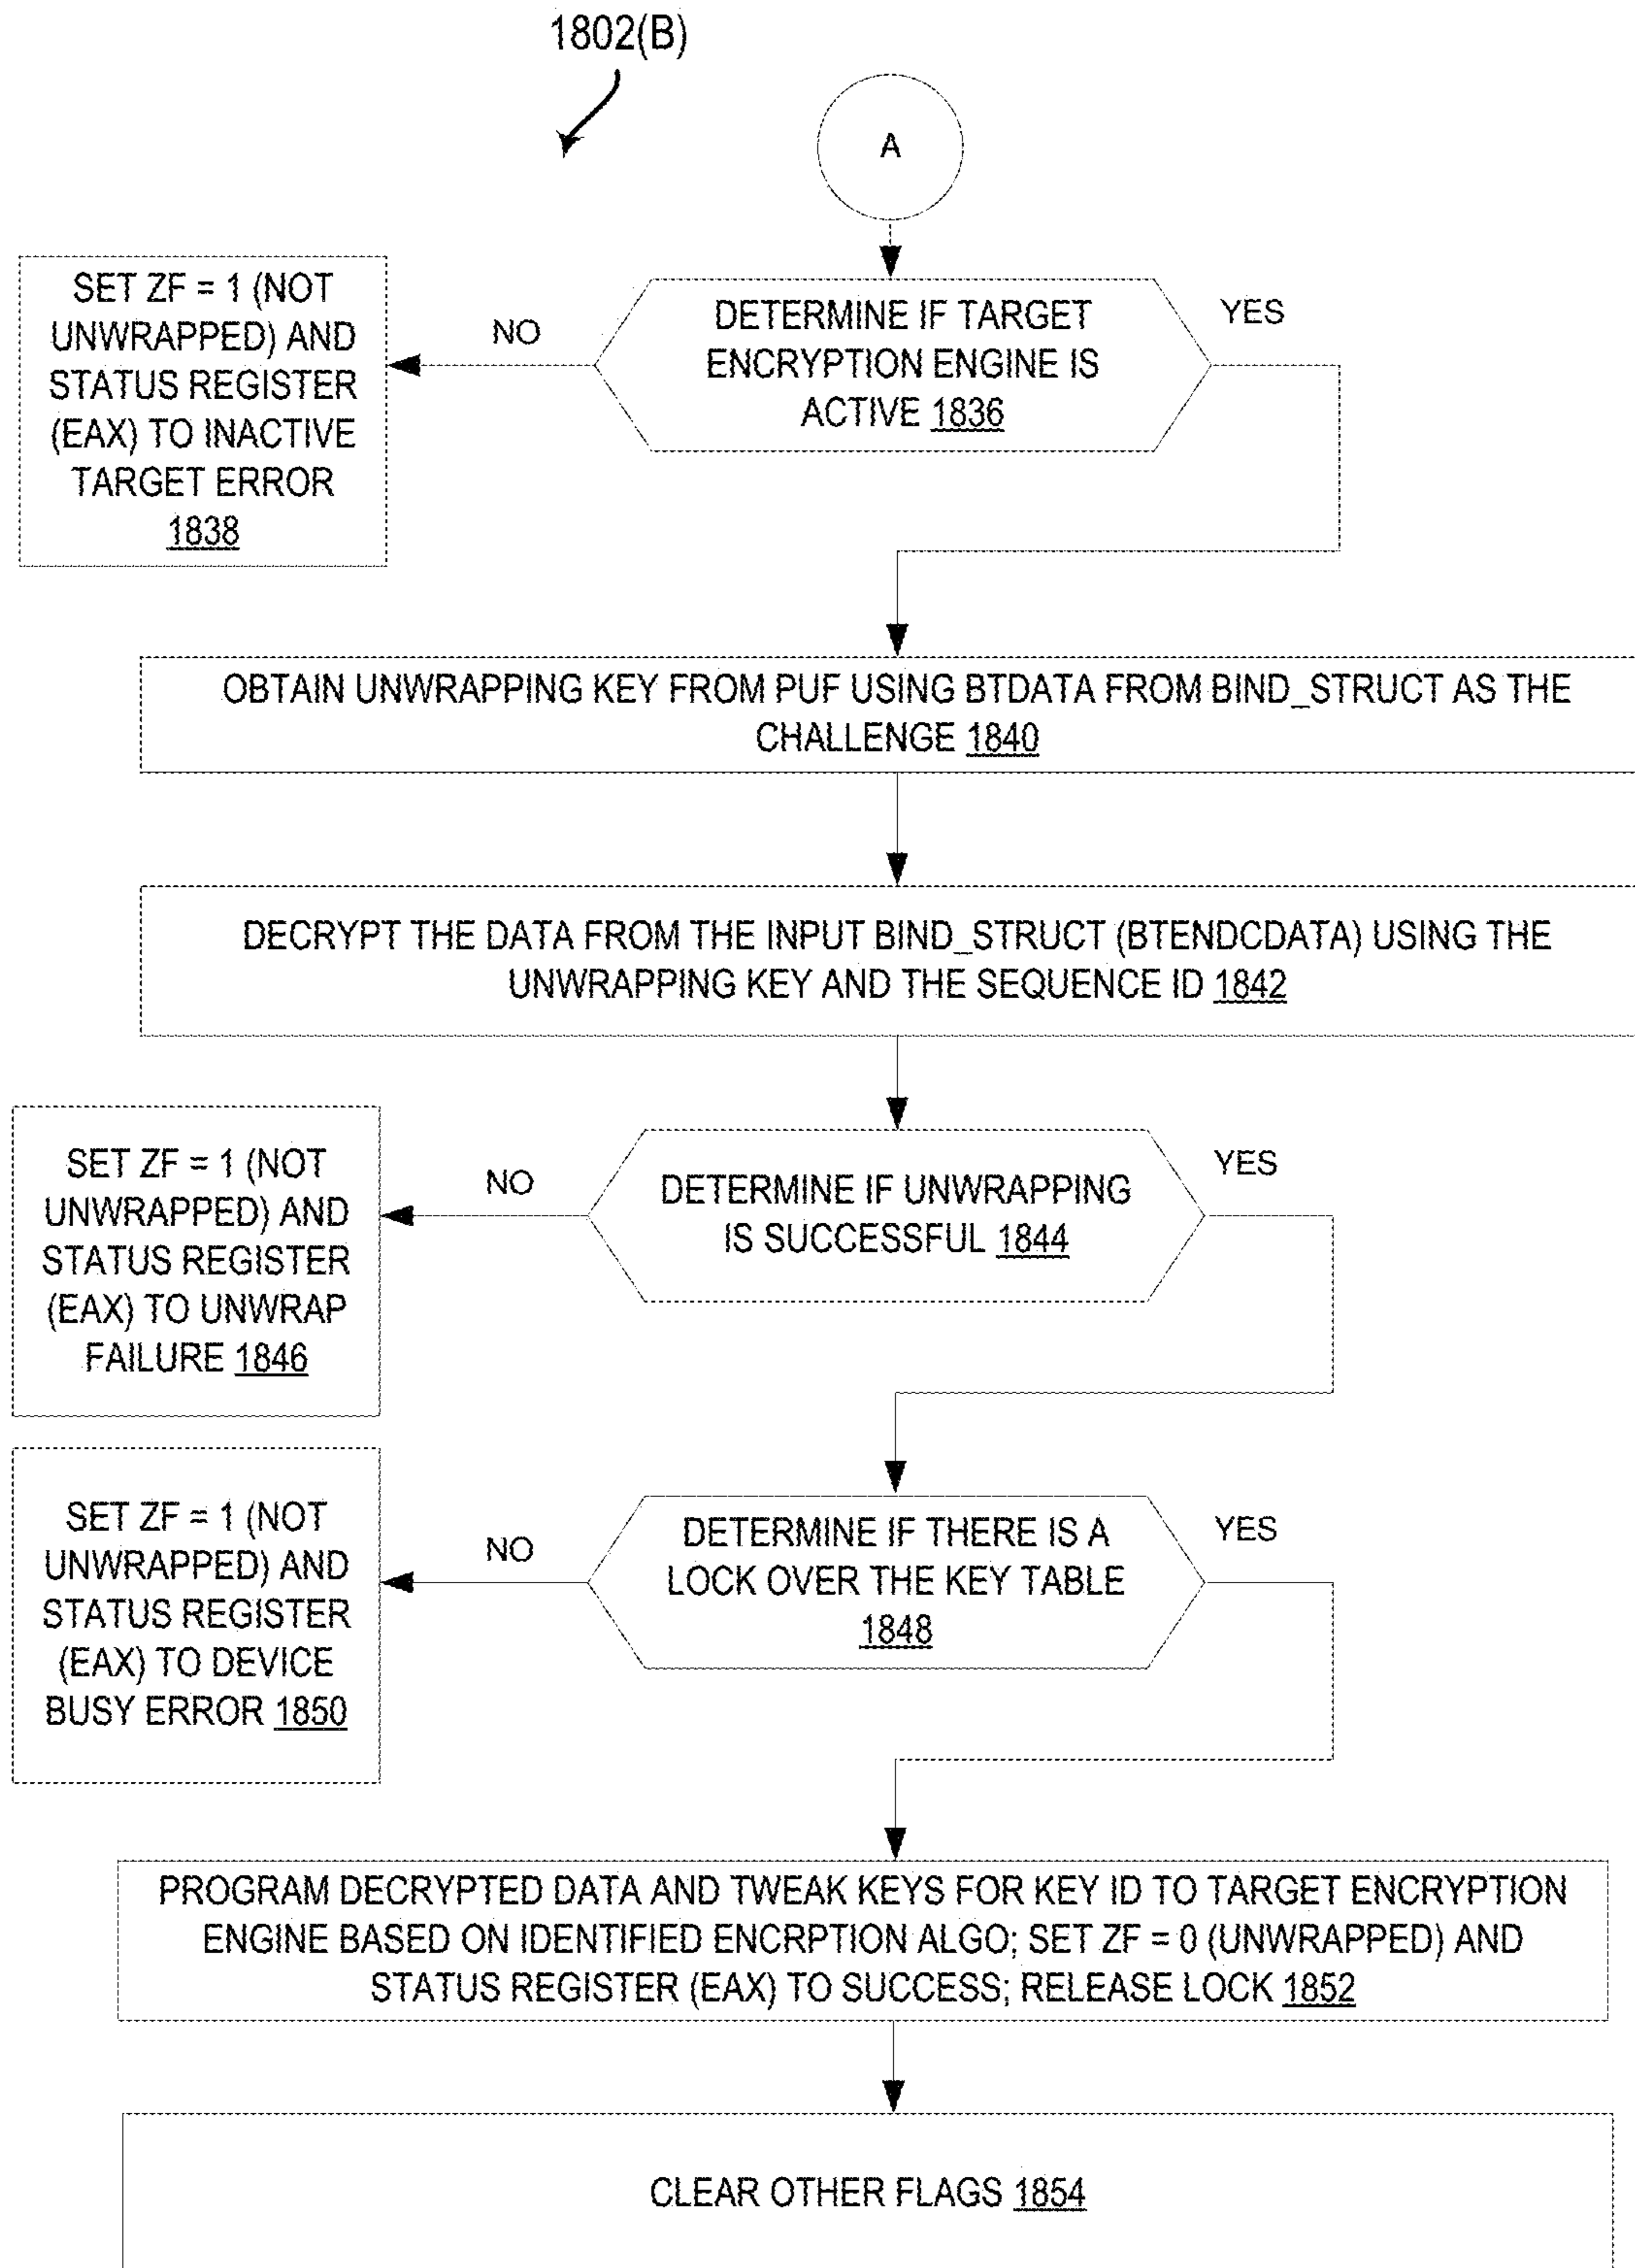 1802(B)
A
DETERMINE IF TARGET
ENCRYPTION ENGINE IS
ACTIVE 1836
NO
YES
SET ZF = 1 (NOT
UNWRAPPED) AND
STATUS REGISTER
(EAX) TO INACTIVE
TARGET ERROR
1838
OBTAIN UNWRAPPING KEY FROM PUF USING BTDATA FROM BIND_STRUCT AS THE
CHALLENGE 1840
DECRYPT THE DATA FROM THE INPUT BIND_STRUCT (BTENDCDATA) USING THE
UNWRAPPING KEY AND THE SEQUENCE ID 1842
DETERMINE IF UNWRAPPING
IS SUCCESSFUL 1844
NO
YES
SET ZF = 1 (NOT
UNWRAPPED) AND
STATUS REGISTER
(EAX) TO UNWRAP
FAILURE 1846
DETERMINE IF THERE IS A
LOCK OVER THE KEY TABLE
1848
NO
YES
SET ZF = 1 (NOT
UNWRAPPED) AND
STATUS REGISTER
(EAX) TO DEVICE
BUSY ERROR 1850
PROGRAM DECRYPTED DATA AND TWEAK KEYS FOR KEY ID TO TARGET ENCRYPTION
ENGINE BASED ON IDENTIFIED ENCRPTION ALGO; SET ZF = 0 (UNWRAPPED) AND
STATUS REGISTER (EAX) TO SUCCESS; RELEASE LOCK 1852
CLEAR OTHER FLAGS 1854